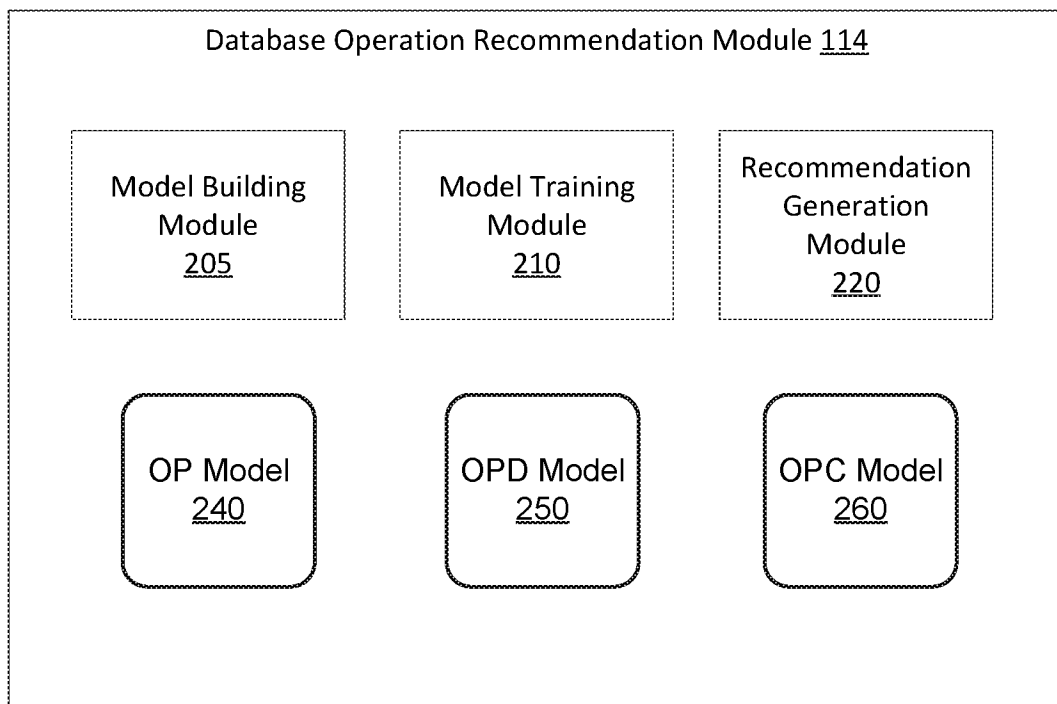 Database Operation Recommendation Module 114
Model Building
Module
205
Model Training
Module
210
Recommendation
Generation
Module
220
OP Model
240
OPD Model
250
OPC Model
260